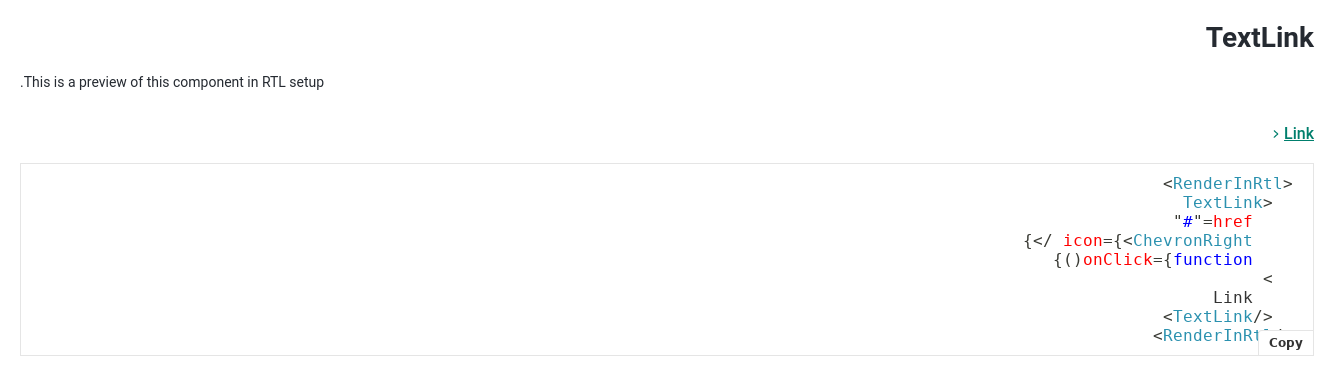 TextLink
.This is a preview of this component in RTL setup
› Link
<RenderInRtl>
TextLink>
"#"=href
{</ icon={<ChevronRight
{()onClick={function
<
Link
<TextLink/>
<RenderInRt
Copy